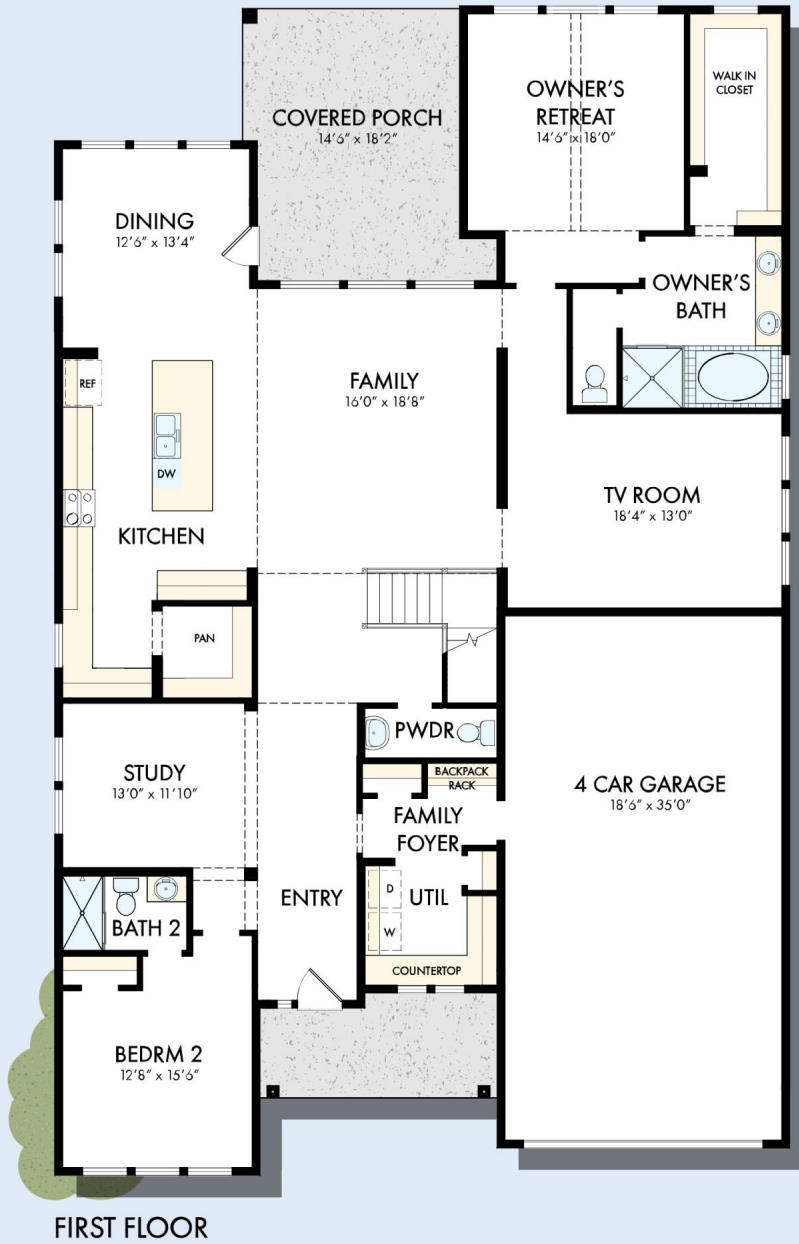 OWNER'S
RETREAT
14'6" x 18'0"
WALK IN
CLOSET
COVERED PORCH
14'6" x 18'2"
DINING
12'6" x 13'4"
OWNER'S
BATH
REF
FAMILY
16'0" x 18'8"
DW
KITCHEN
TV ROOM
18'4" x 13'0"
PAN
PWDR
STUDY
13'0" x 11'10"
BACKPACK
RACK
FAMILY
FOYER
4 CAR GARAGE
18'6" x 35'0"
BATH 2
ENTRY
D
UTIL
W
COUNTERTOP
BEDRM 2
12'8" x 15'6"
FIRST FLOOR